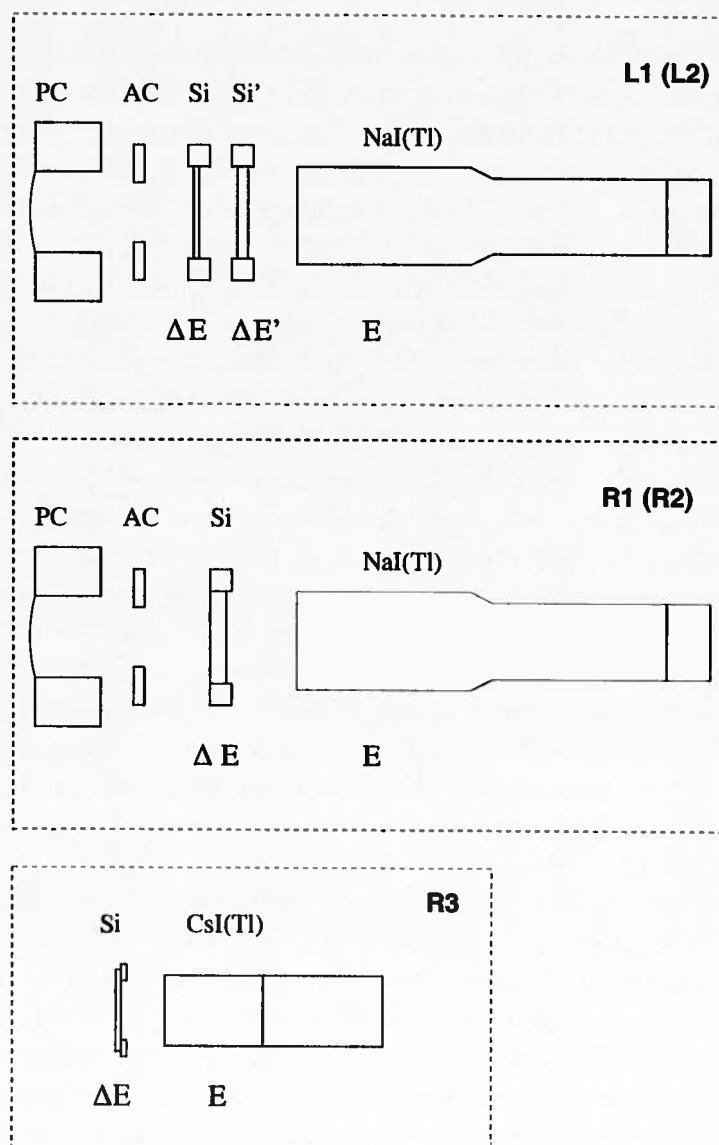 L1 (L2)
PC AC Si Si'
NaI(Tl)
ΔE ΔE' E
R1 (R2)
PC AC Si
NaI(Tl)
Δ E E
R3
Si CsI(Tl)
ΔE E